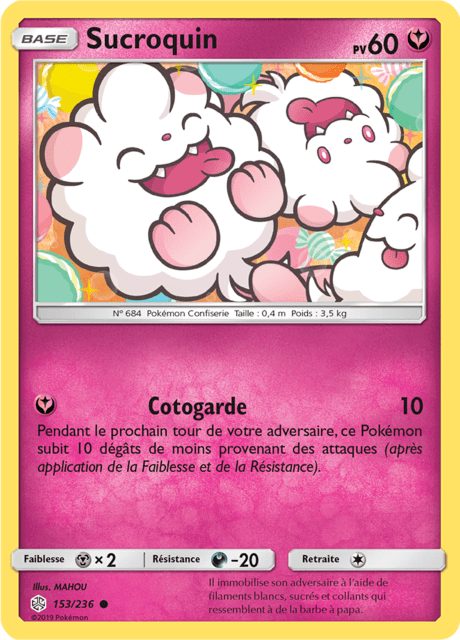 BASE Sucroquin PV60
N° 684 Pokémon Confiserie Taille : 0,4 m Poids : 3,5 kg
Cotogarde 10
Pendant le prochain tour de votre adversaire, ce Pokémon
subit 10 dégâts de moins provenant des attaques (après
application de la Faiblesse et de la Résistance).
Faiblesse ×2 Résistance -20 Retraite
Illus. MAHOU
153/236
©2019 Pokémon
Il immobilise son adversaire à l'aide de
filaments blancs, sucrés et collants qui
ressemblent à de la barbe à papa.